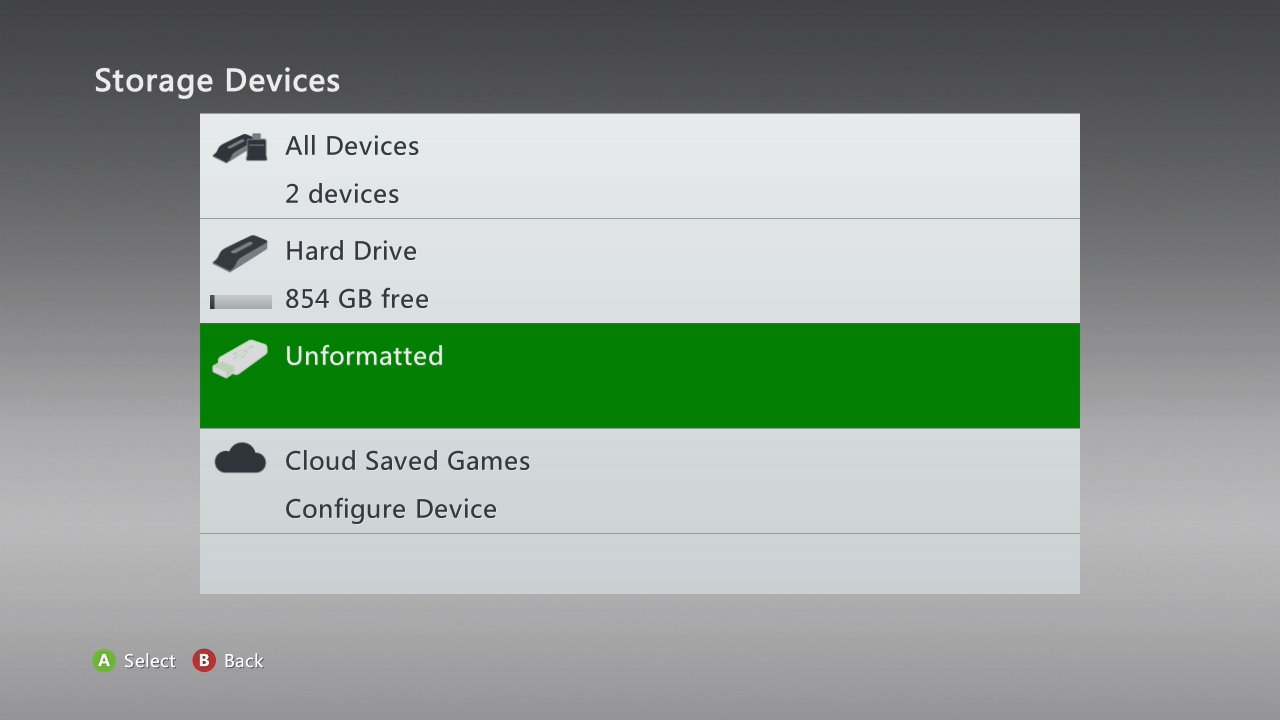 Storage Devices
All Devices
2 devices
Hard Drive
854 GB free
Unformatted
Cloud Saved Games
Configure Device
A Select B Back